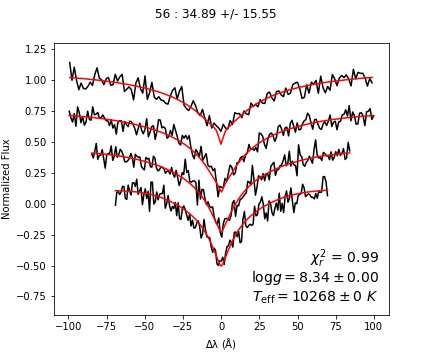 56 : 34.89 +/- 15.55
Normalized Flux
1.25
1.00
0.75
0.50
0.25
0.00
−0.25
−0.50
−0.75
χ²ᵣ = 0.99
log g = 8.34 ± 0.00
T_eff = 10268 ± 0 K
−100 −75 −50 −25 0 25 50 75 100
Δλ (Å)